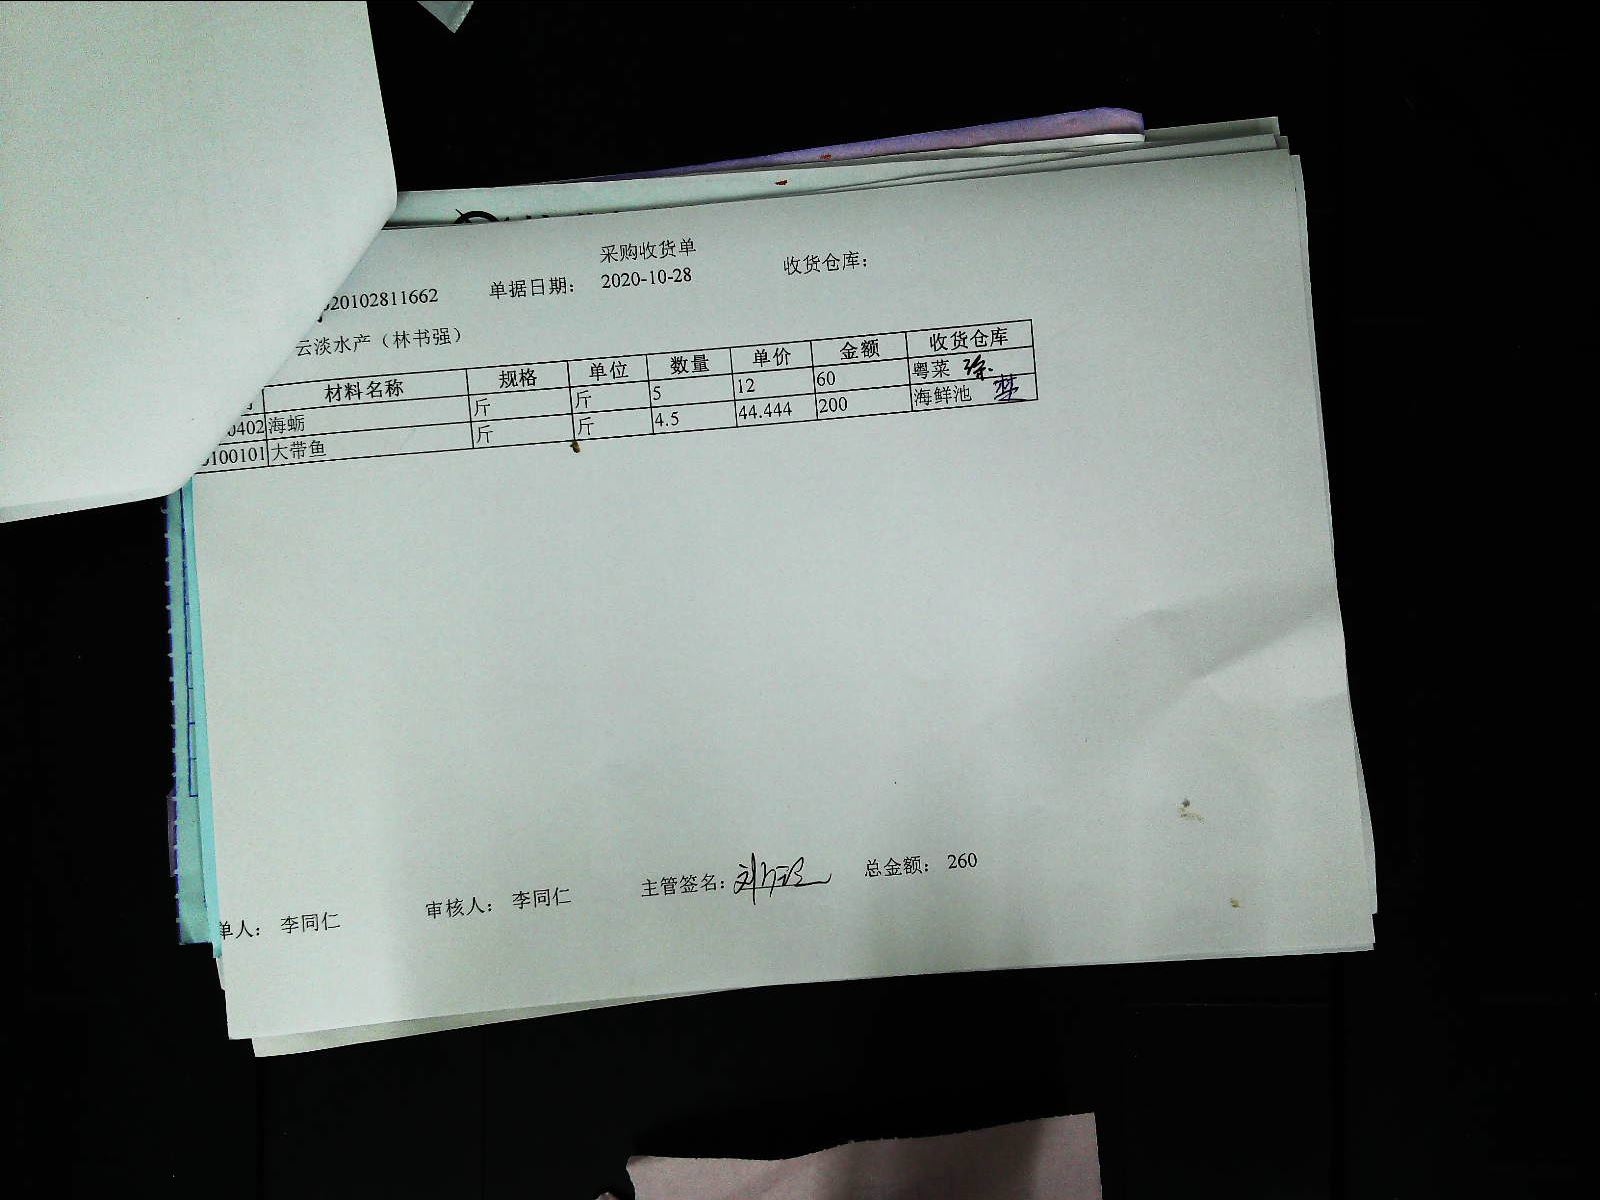 采购收货单
20102811662 单据日期： 2020-10-28 收货仓库：
云淡水产（林书强）
材料名称 规格 单位 数量 单价 金额 收货仓库
0402 海蛎 斤 斤 5 12 60 粤菜 徐
0100101 大带鱼 斤 斤 4.5 44.444 200 海鲜池
单人： 李同仁 审核人： 李同仁 主管签名： 总金额： 260